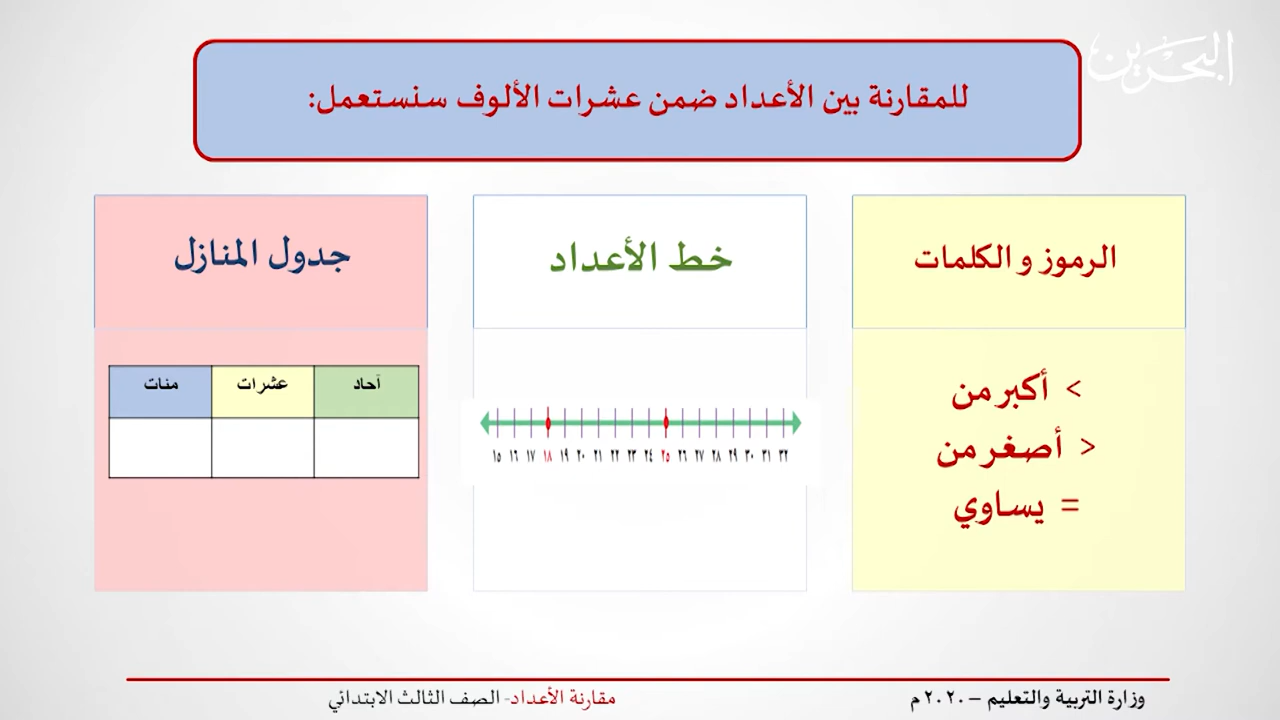 البحرين
للمقارنة بين الأعداد ضمن عشرات الألوف سنستعمل:
الرموز و الكلمات
< أكبر من
> أصغر من
= يساوي
خط الأعداد
١٥ ١٦ ١٧ ١٨ ١٩ ٢٠ ٢١ ٢٢ ٢٣ ٢٤ ٢٥ ٢٦ ٢٧ ٢٨ ٢٩ ٣٠ ٣١ ٣٢
جدول المنازل
آحاد عشرات مئات
وزارة التربية والتعليم – ٢٠٢٠ م
مقارنة الأعداد- الصف الثالث الابتدائي